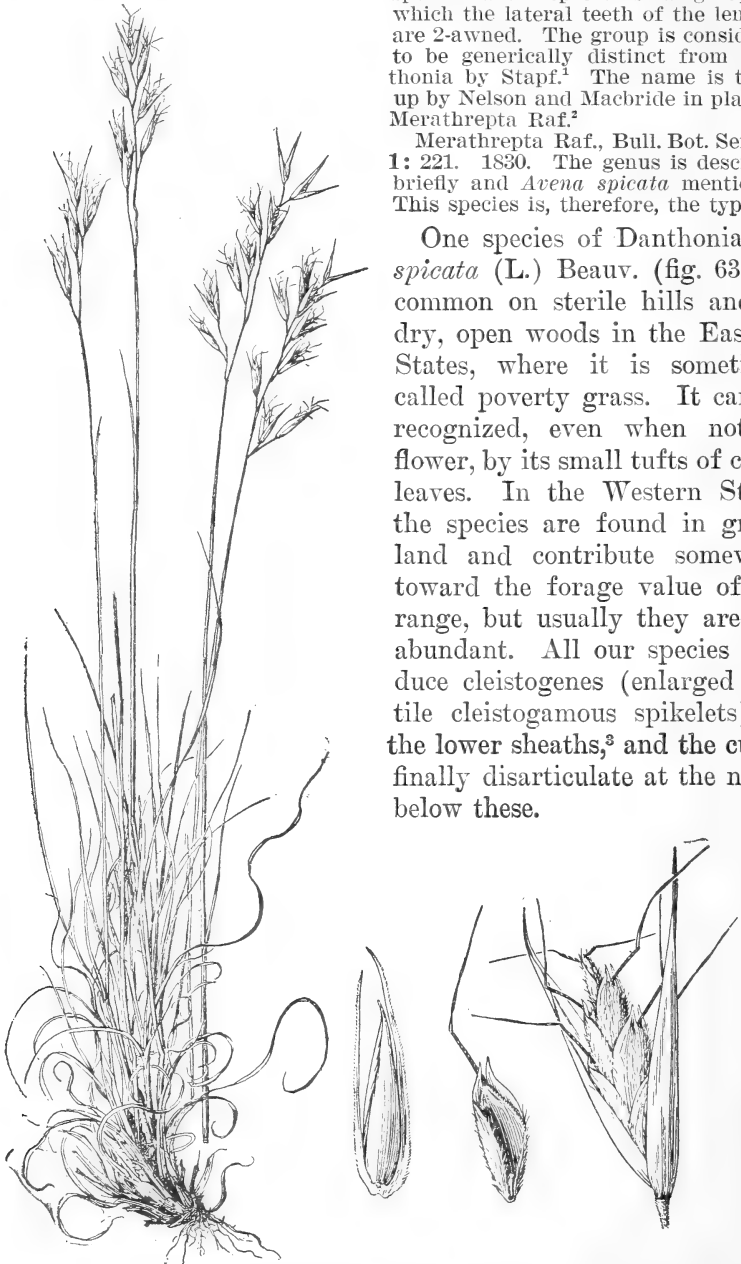 which the lateral teeth of the len
are 2-awned. The group is consid
to be generically distinct from
thonia by Stapf.¹ The name is t
up by Nelson and Macbride in pla
Merathrepta Raf.²
Merathrepta Raf., Bull. Bot. Se
1: 221. 1830. The genus is desc
briefly and Avena spicata menti
This species is, therefore, the typ
One species of Danthonia
spicata (L.) Beauv. (fig. 63
common on sterile hills and
dry, open woods in the Eas
States, where it is somet
called poverty grass. It can
recognized, even when not
flower, by its small tufts of c
leaves. In the Western St
the species are found in gr
land and contribute somew
toward the forage value of
range, but usually they are
abundant. All our species
duce cleistogenes (enlarged
tile cleistogamous spikelets)
the lower sheaths,³ and the cu
finally disarticulate at the n
below these.